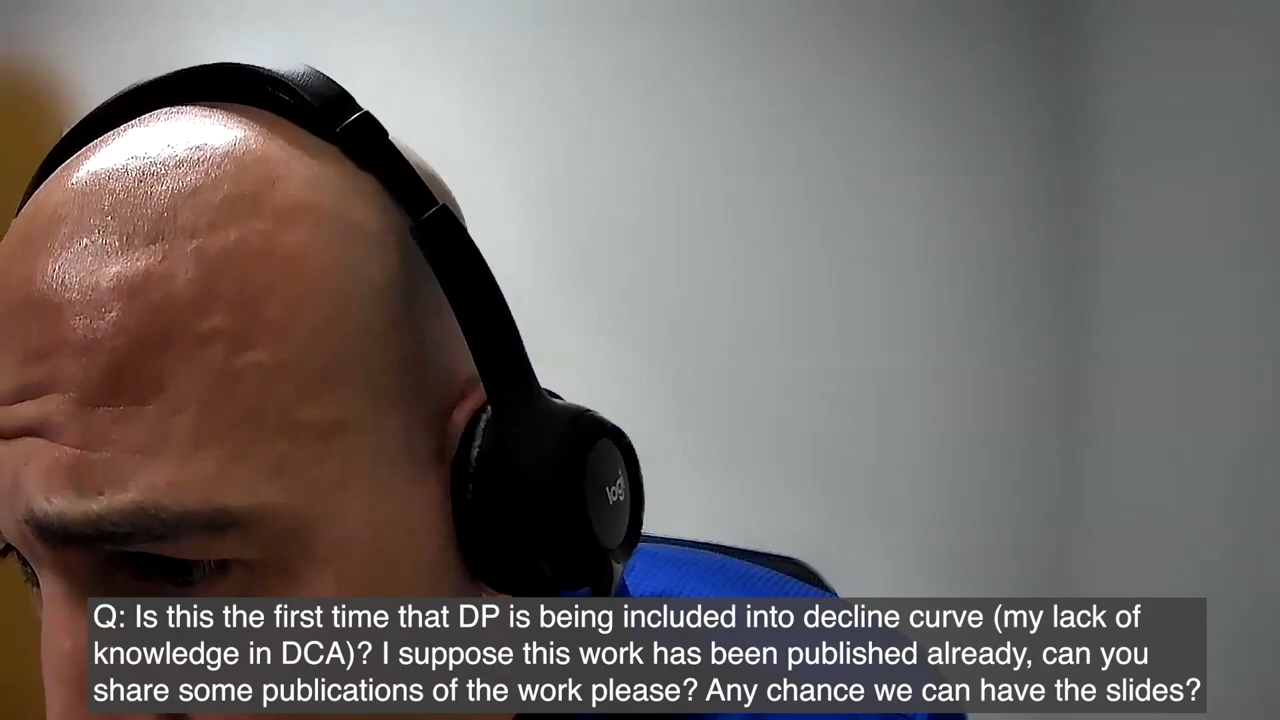 logi
Q: Is this the first time that DP is being included into decline curve (my lack of
knowledge in DCA)? I suppose this work has been published already, can you
share some publications of the work please? Any chance we can have the slides?